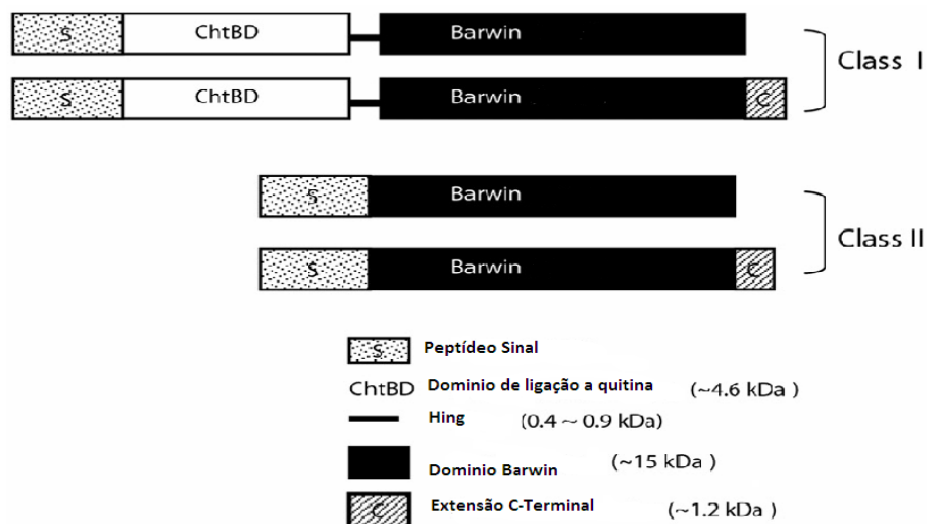 S ChtBD Barwin
S ChtBD Barwin C
Class I
S Barwin
S Barwin C
Class II
S Peptídeo Sinal
ChtBD Dominio de ligação a quitina (~4.6 kDa )
Hing (0.4 ~ 0.9 kDa)
Dominio Barwin (~15 kDa )
C Extensão C-Terminal (~1.2 kDa )